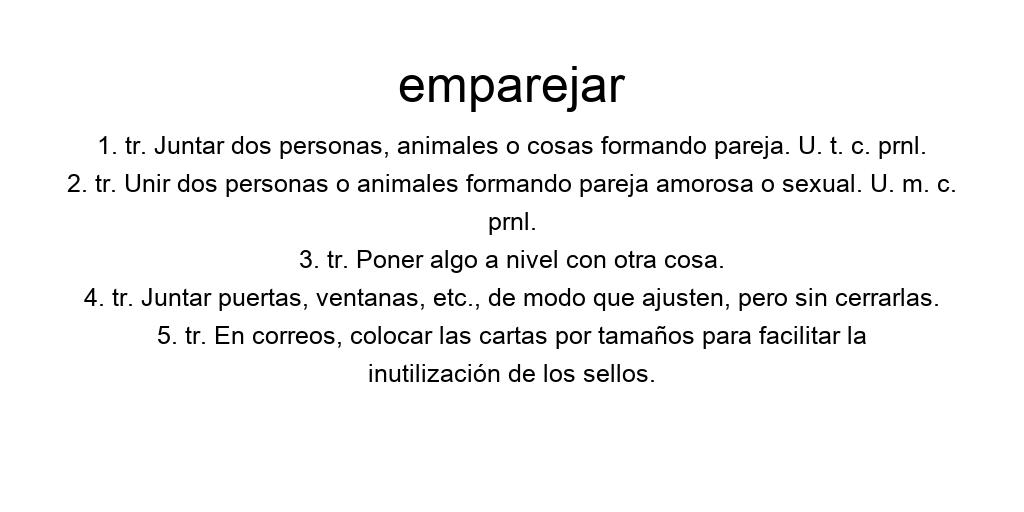 emparejar
1. tr. Juntar dos personas, animales o cosas formando pareja. U. t. c. prnl.
2. tr. Unir dos personas o animales formando pareja amorosa o sexual. U. m. c.
prnl.
3. tr. Poner algo a nivel con otra cosa.
4. tr. Juntar puertas, ventanas, etc., de modo que ajusten, pero sin cerrarlas.
5. tr. En correos, colocar las cartas por tamaños para facilitar la
inutilización de los sellos.